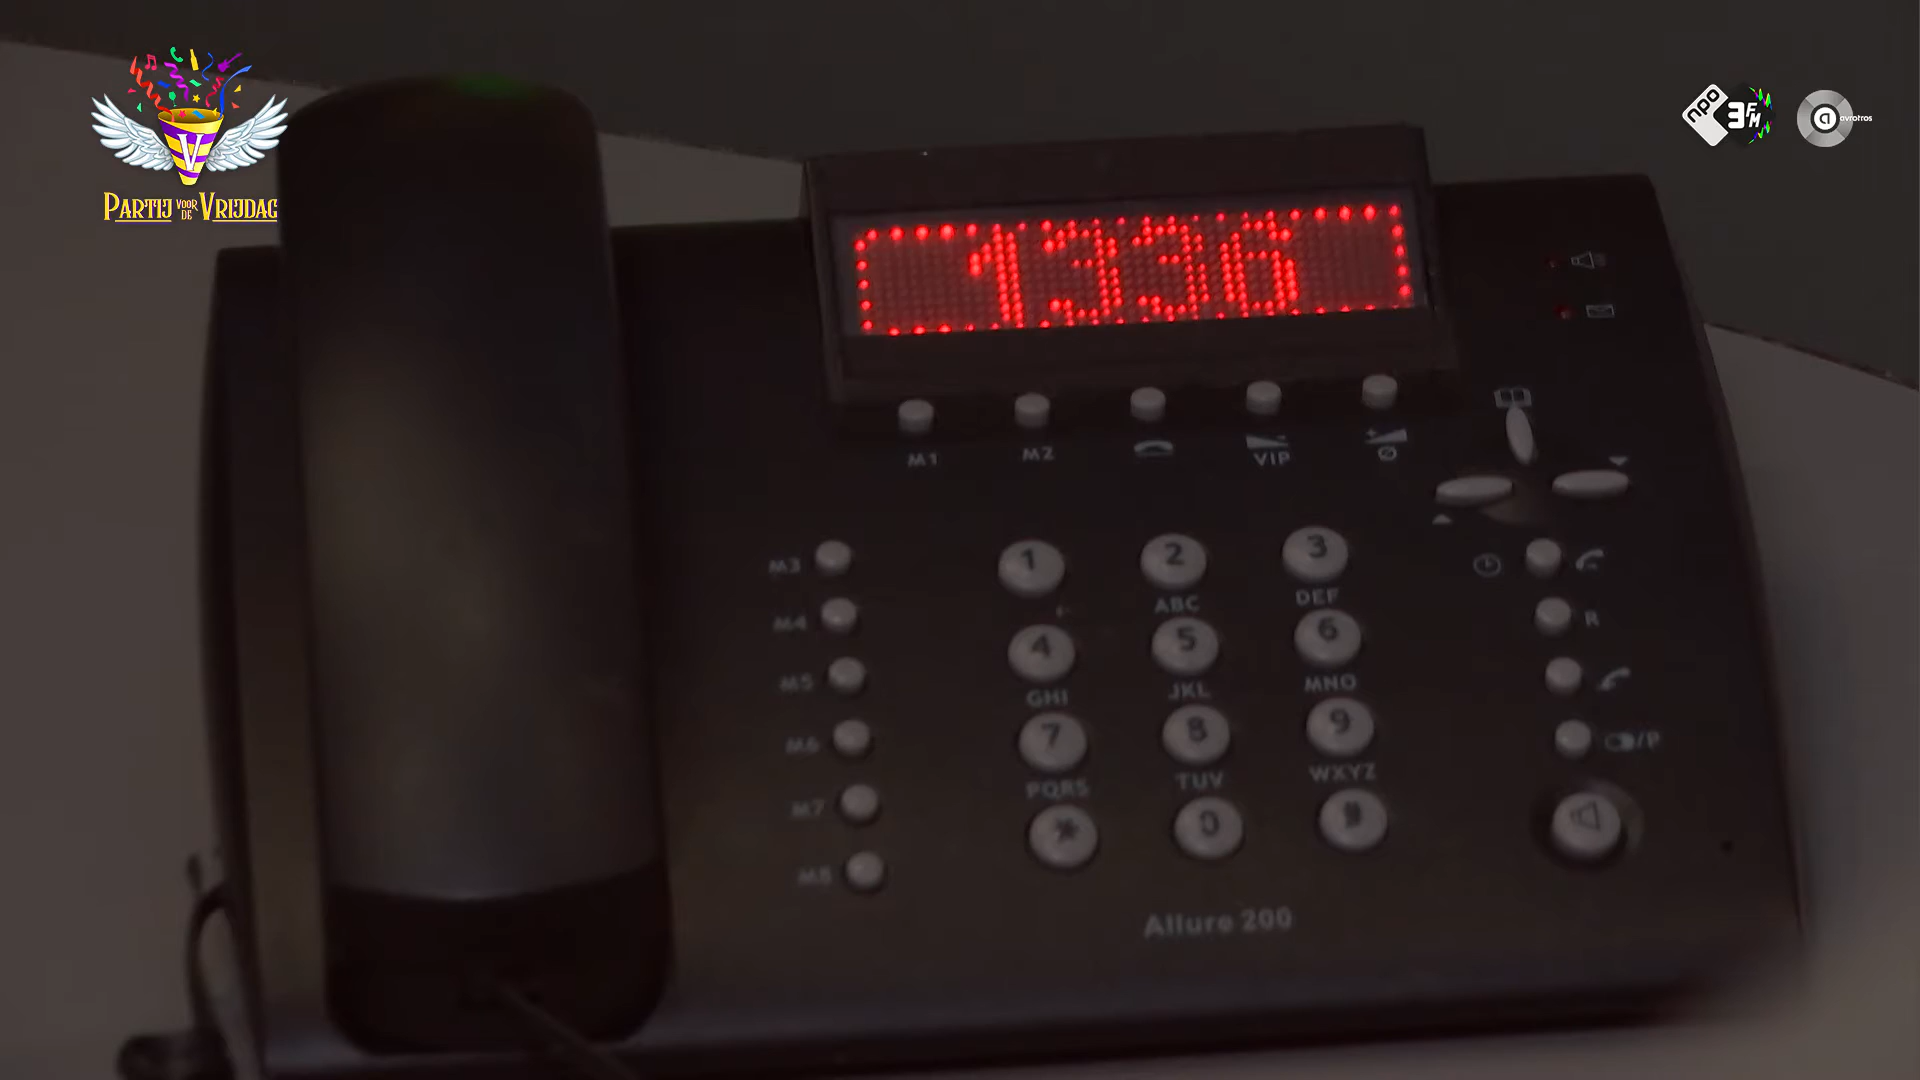 V
PARTIJ VOOR DE VRIJDAG
npo
3FM
avrotros
1336
M1
M2
VIP
Ø
M3
M4
M5
M6
M7
M8
1
2
3
ABC
DEF
4
5
6
GHI
JKL
MNO
7
8
9
PQRS
TUV
WXYZ
*
0
R
/P
Allure 200